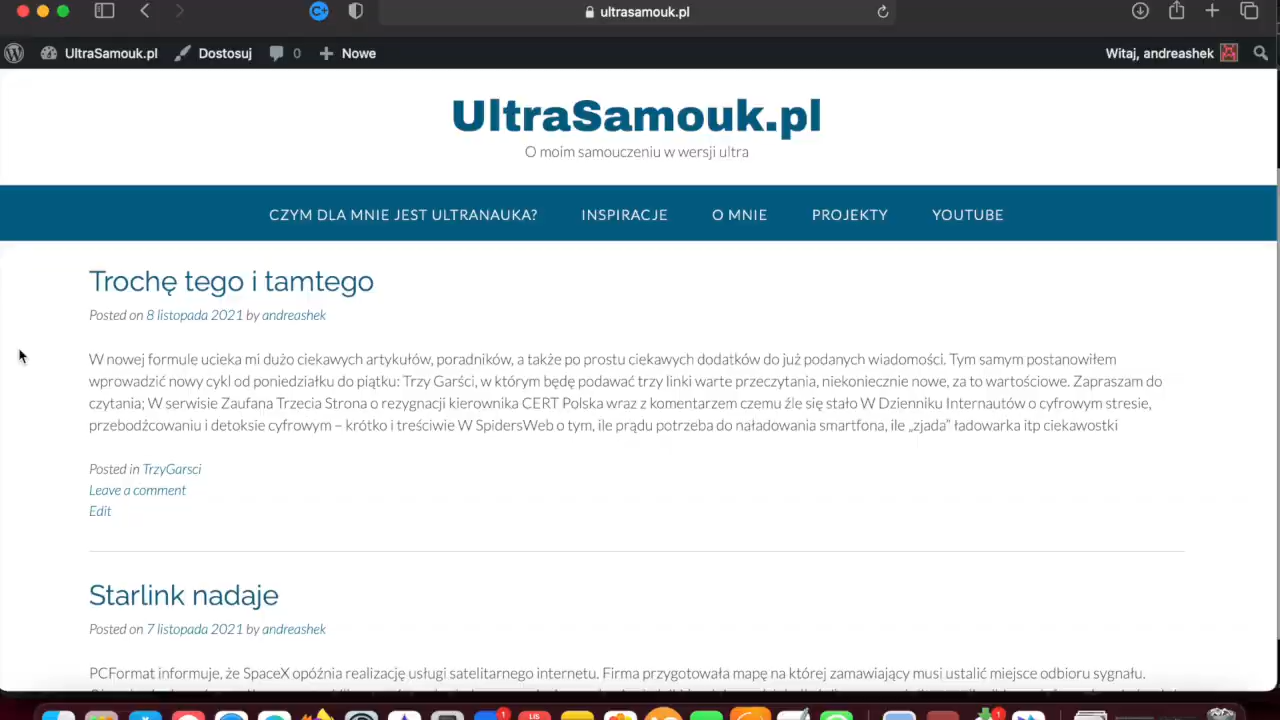 ultrasamouk.pl
UltraSamouk.pl Dostosuj 0 Nowe Witaj, andreashek
UltraSamouk.pl
O moim samouczeniu w wersji ultra
CZYM DLA MNIE JEST ULTRANAUKA? INSPIRACJE O MNIE PROJEKTY YOUTUBE
Trochę tego i tamtego
Posted on 8 listopada 2021 by andreashek
W nowej formule ucieka mi dużo ciekawych artykułów, poradników, a także po prostu ciekawych dodatków do już podanych wiadomości. Tym samym postanowiłem
wprowadzić nowy cykl od poniedziałku do piątku: Trzy Garści, w którym będę podawać trzy linki warte przeczytania, niekoniecznie nowe, za to wartościowe. Zapraszam do
czytania; W serwisie Zaufana Trzecia Strona o rezygnacji kierownika CERT Polska wraz z komentarzem czemu źle się stało W Dzienniku Internautów o cyfrowym stresie,
przebodźcowaniu i detoksie cyfrowym – krótko i treściwie W SpidersWeb o tym, ile prądu potrzeba do naładowania smartfona, ile „zjada” ładowarka itp ciekawostki
Posted in TrzyGarsci
Leave a comment
Edit
Starlink nadaje
Posted on 7 listopada 2021 by andreashek
PCFormat informuje, że SpaceX opóźnia realizację usługi satelitarnego internetu. Firma przygotowała mapę na której zamawiający musi ustalić miejsce odbioru sygnału.
1 LIS 1